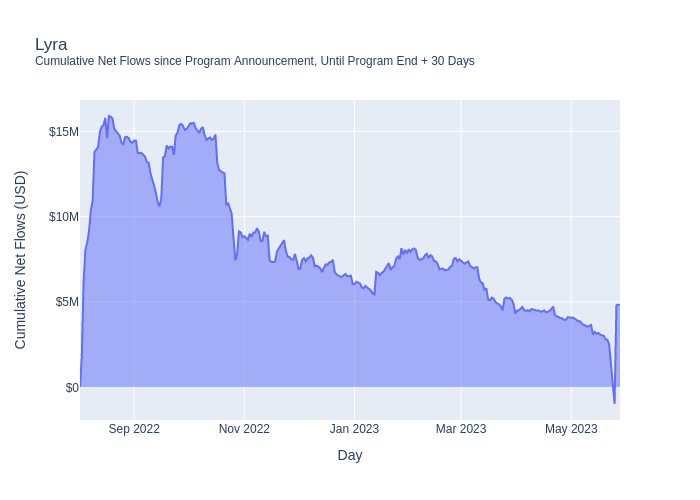 Lyra
Cumulative Net Flows since Program Announcement, Until Program End + 30 Days
Cumulative Net Flows (USD)
$15M
$10M
$5M
$0
Sep 2022 Nov 2022 Jan 2023 Mar 2023 May 2023
Day